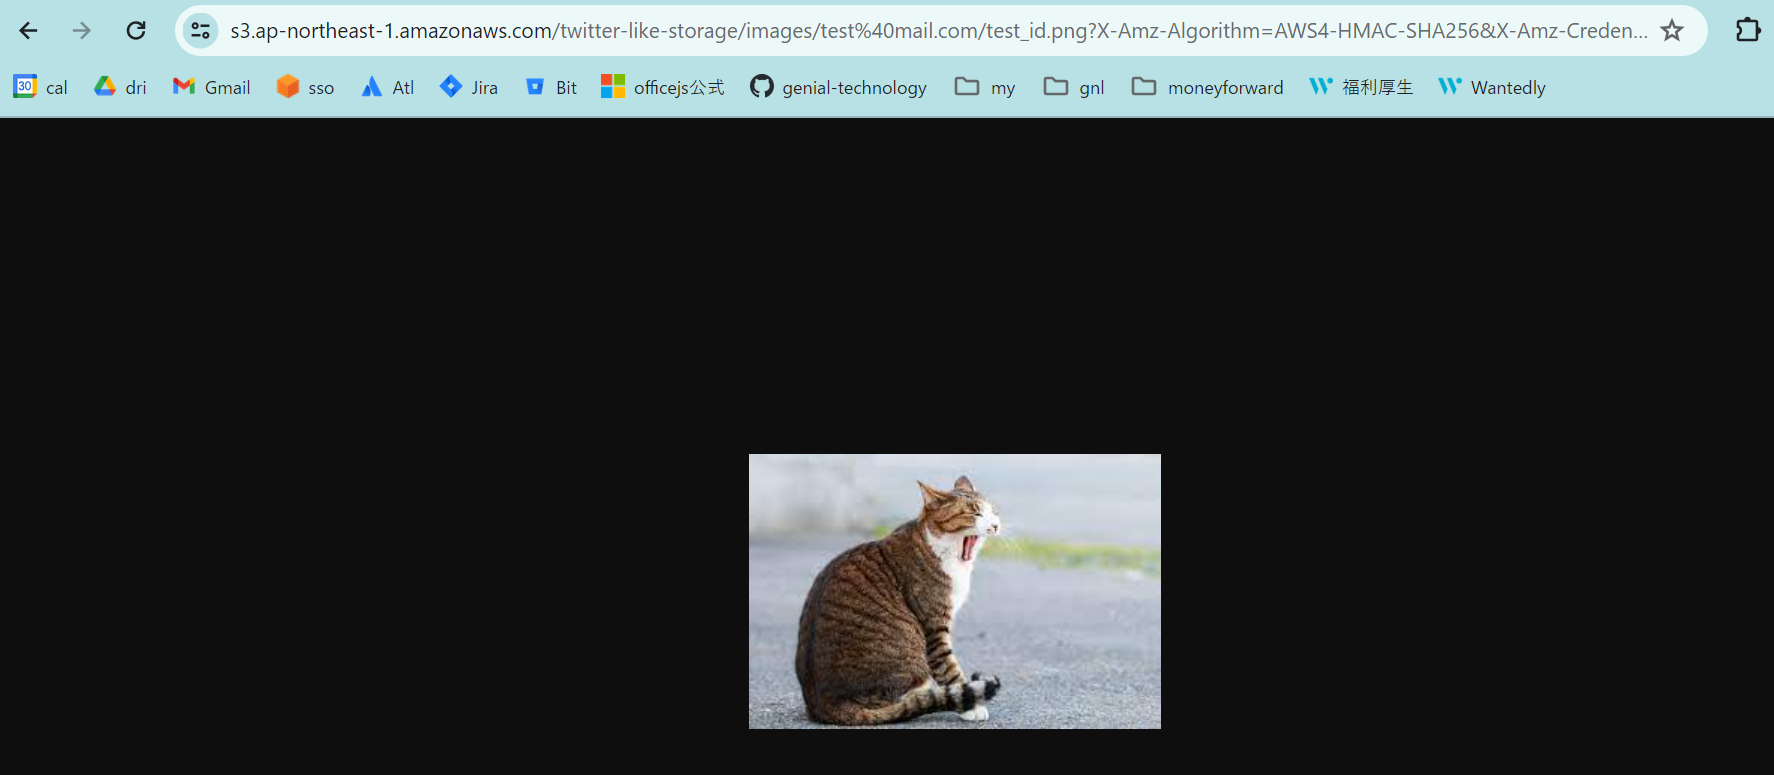 s3.ap-northeast-1.amazonaws.com/twitter-like-storage/images/test%40mail.com/test_id.png?X-Amz-Algorithm=AWS4-HMAC-SHA256&X-Amz-Creden...
30 cal dri Gmail sso Atl Jira Bit officejs公式 genial-technology my gnl moneyforward 福利厚生 Wantedly